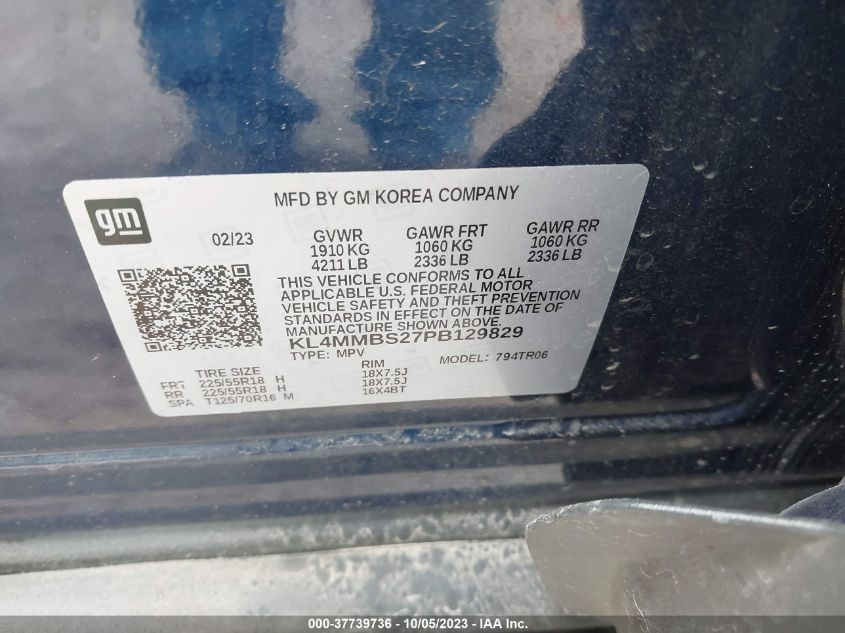 gm
MFD BY GM KOREA COMPANY
02/23
GVWR GAWR FRT GAWR RR
1910 KG 1060 KG 1060 KG
4211 LB 2336 LB 2336 LB
THIS VEHICLE CONFORMS TO ALL
APPLICABLE U.S. FEDERAL MOTOR
VEHICLE SAFETY AND THEFT PREVENTION
STANDARDS IN EFFECT ON THE DATE OF
MANUFACTURE SHOWN ABOVE.
KL4MMBS27PB129829
TYPE: MPV MODEL: 794TR06
TIRE SIZE RIM
FRT 225/55R18 H 18X7.5J
RR 225/55R18 H 18X7.5J
SPA T125/70R16 M 16X4BT
000-37739736 - 10/05/2023 - IAA Inc.